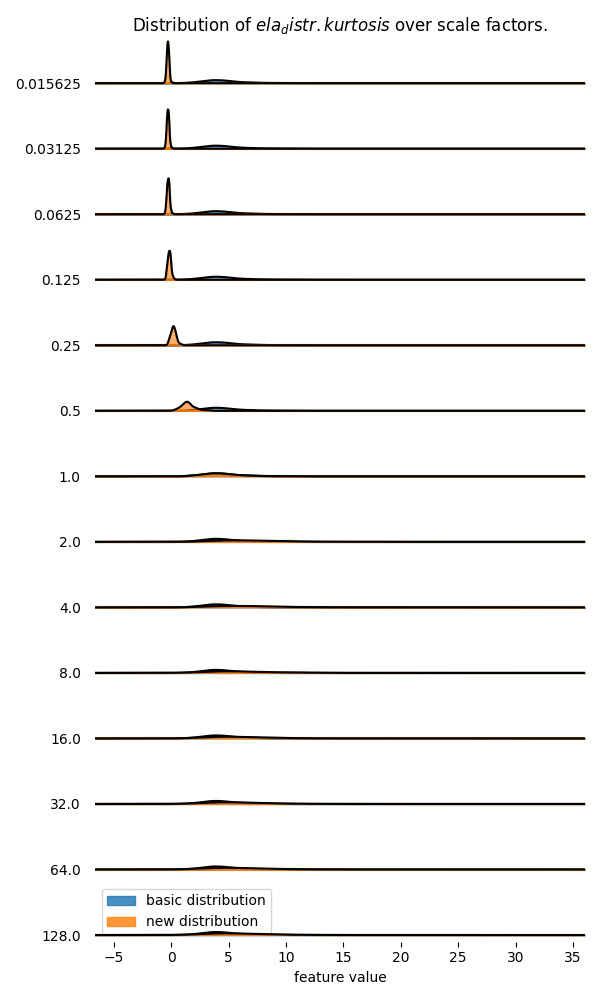 Distribution of ela_distr.kurtosis over scale factors.
0.015625
0.03125
0.0625
0.125
0.25
0.5
1.0
2.0
4.0
8.0
16.0
32.0
64.0
basic distribution
new distribution
128.0
−5 0 5 10 15 20 25 30 35
feature value